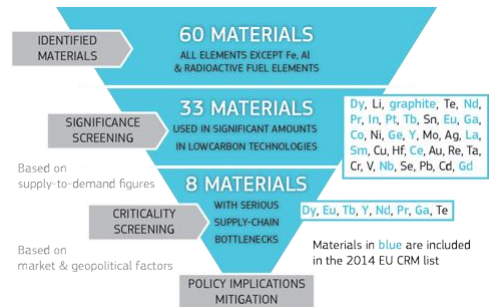 IDENTIFIED
MATERIALS
60 MATERIALS
ALL ELEMENTS EXCEPT Fe, Al
& RADIOACTIVE FUEL ELEMENTS
SIGNIFICANCE
SCREENING
Based on
supply-to-demand figures
33 MATERIALS
USED IN SIGNIFICANT AMOUNTS
IN LOWCARBON TECHNOLOGIES
Dy, Li, graphite, Te, Nd,
Pr, In, Pt, Tb, Sn, Eu, Ga,
Co, Ni, Ge, Y, Mo, Ag, La,
Sm, Cu, Hf, Ce, Au, Re, Ta,
Cr, V, Nb, Se, Pb, Cd, Gd
CRITICALITY
SCREENING
Based on
market & geopolitical factors
8 MATERIALS
WITH SERIOUS
SUPPLY-CHAIN
BOTTLENECKS
Dy, Eu, Tb, Y, Nd, Pr, Ga, Te
Materials in blue are included
in the 2014 EU CRM list
POLICY IMPLICATIONS
MITIGATION